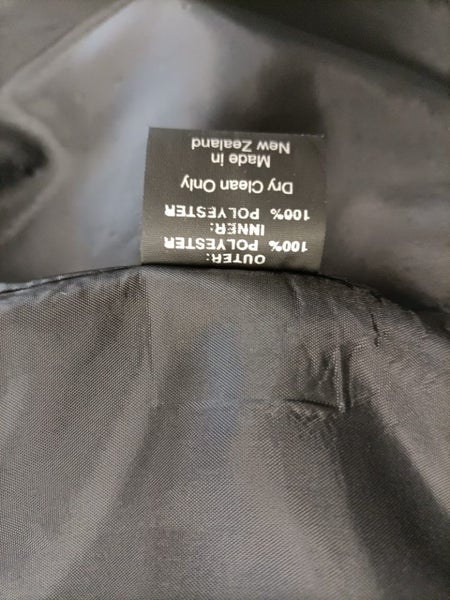 OUTER:
100% POLYESTER
INNER:
100% POLYESTER
Dry Clean Only
Made in
New Zealand